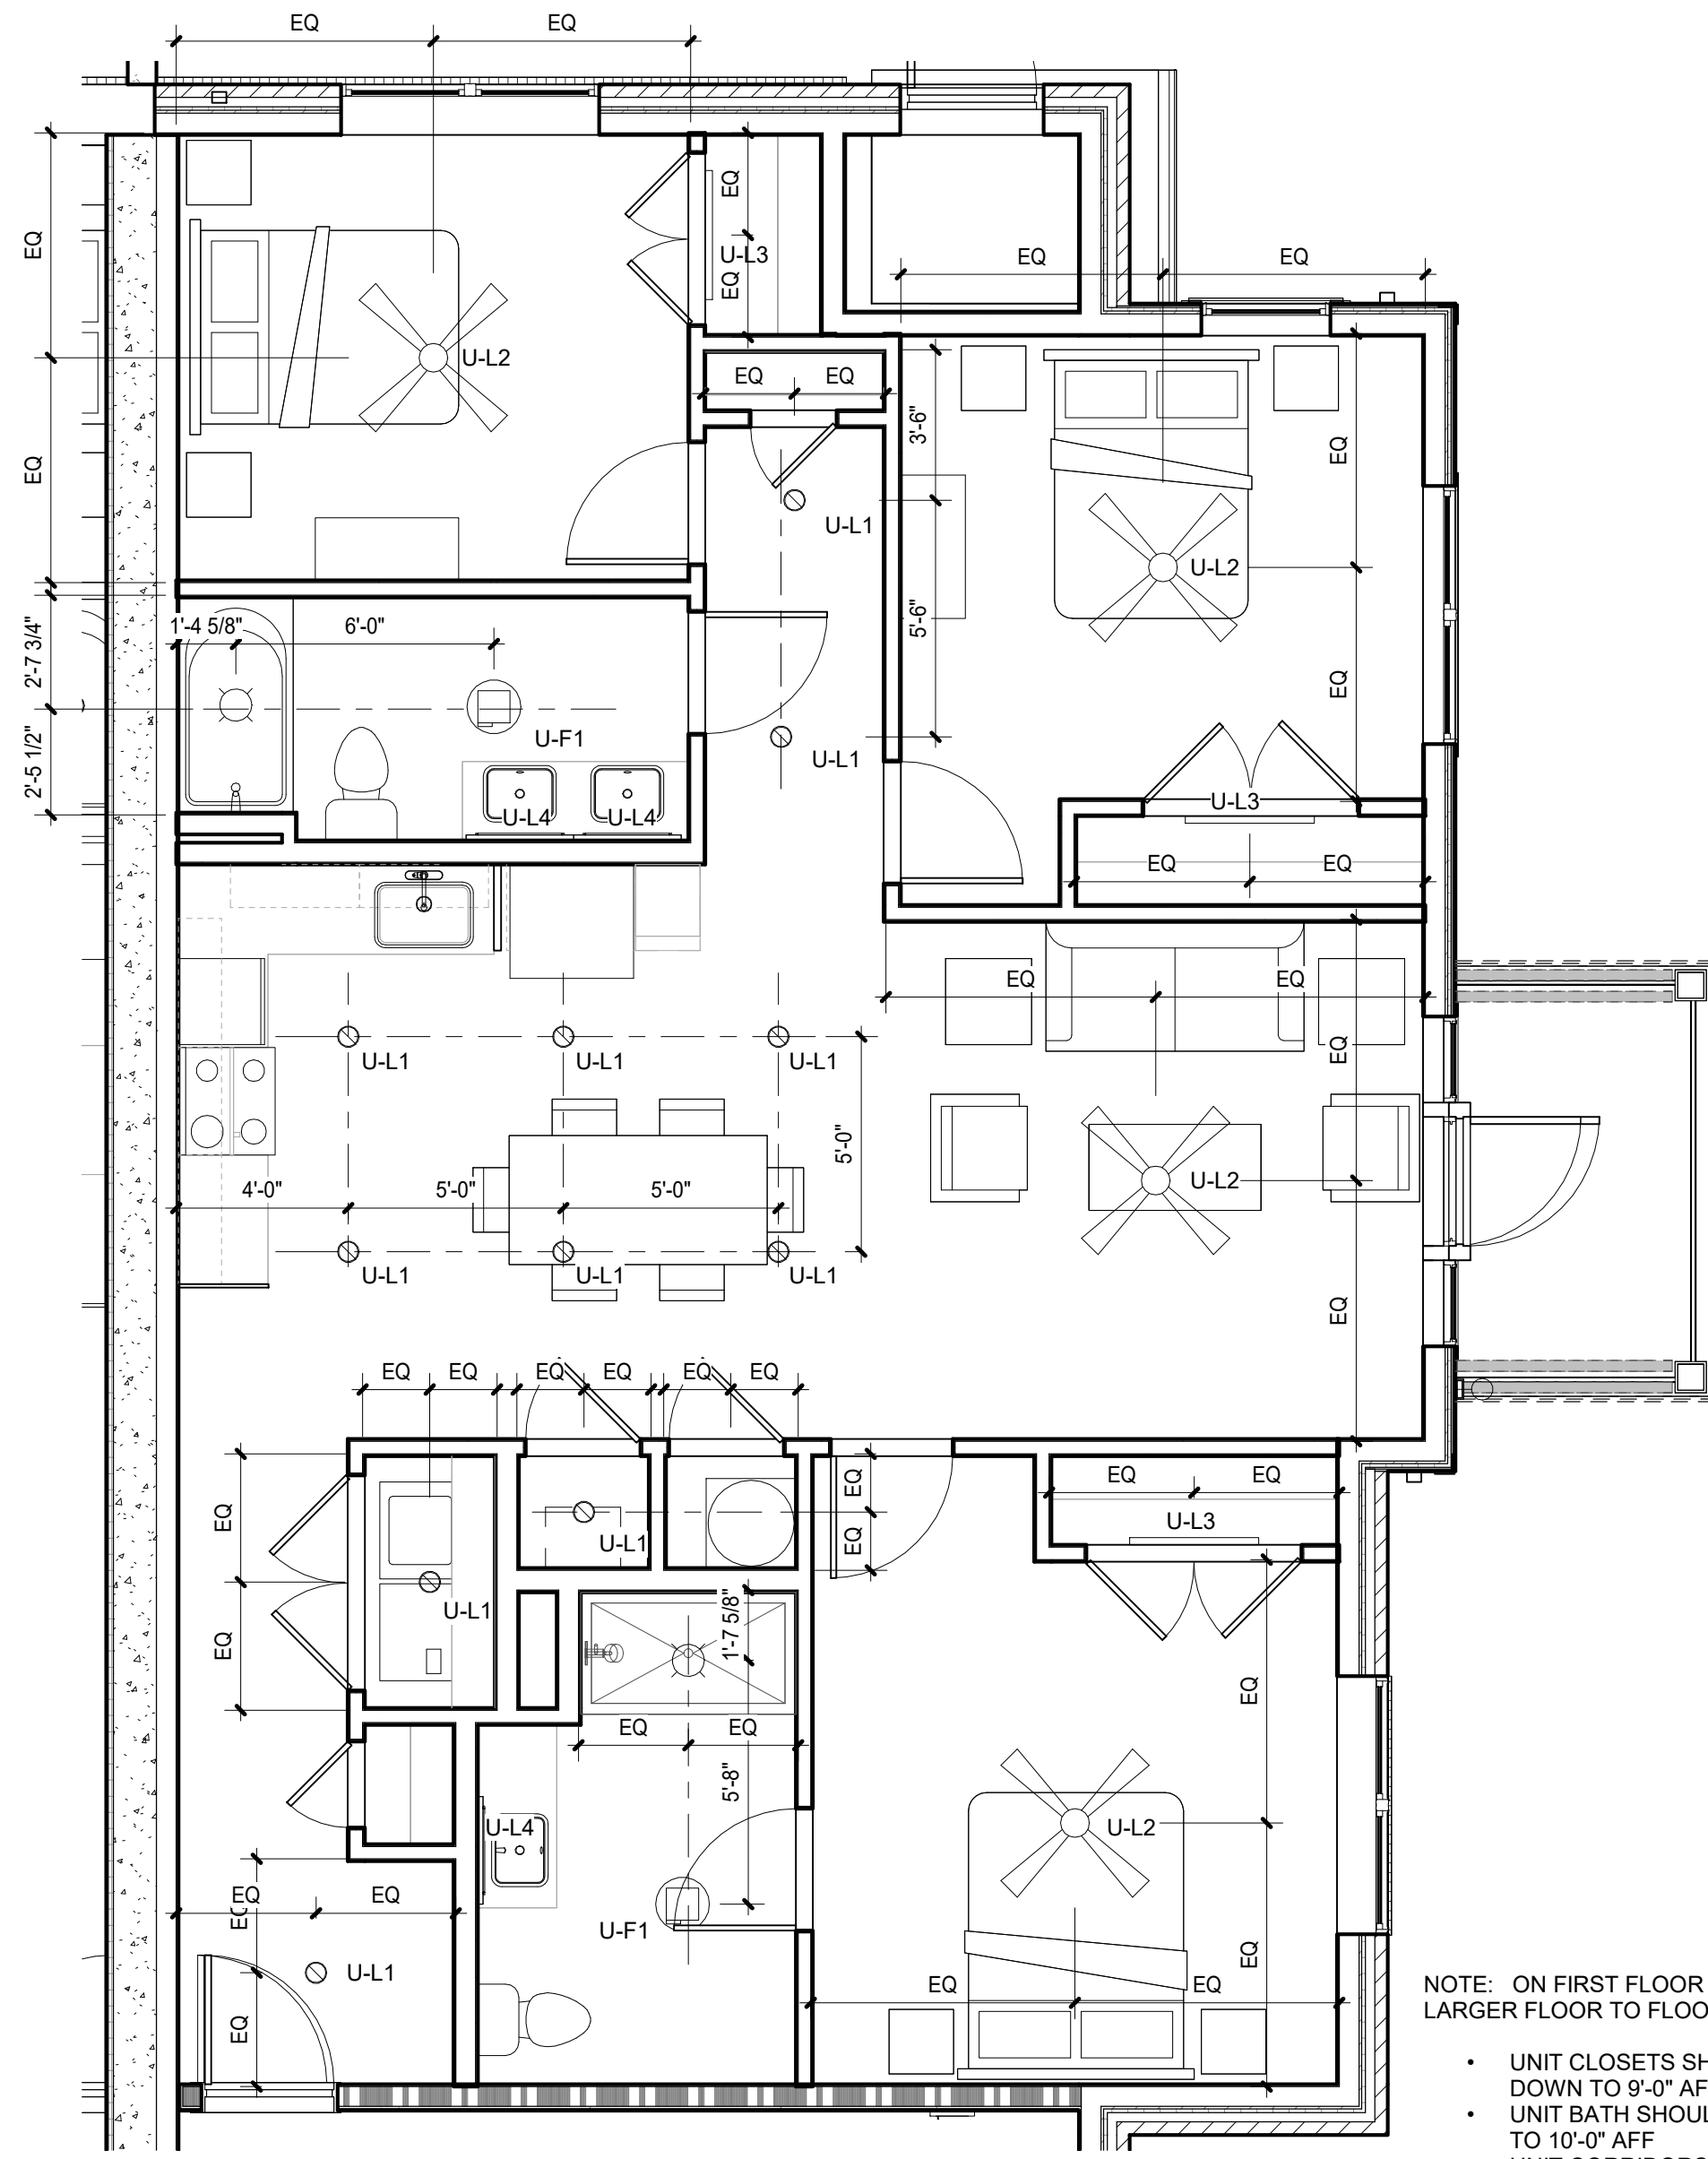 EQ EQ
EQ
EQ
U-L3
EQ
EQ EQ
U-L2
EQ EQ
3'-6"
EQ
EQ
U-L1
U-L2
1'-4 5/8" 6'-0"
5'-6"
2'-7 3/4"
EQ
U-F1
U-L1
2'-5 1/2"
U-L4 U-L4
U-L3
EQ EQ
EQ EQ
EQ
U-L1 U-L1 U-L1
5'-0"
4'-0" 5'-0" 5'-0"
U-L2
U-L1 U-L1 U-L1
EQ
EQ EQ EQ EQ EQ EQ
EQ
EQ EQ
EQ
U-L3
U-L1
EQ
U-L1
1'-7 5/8"
EQ
EQ
EQ EQ
5'-8"
U-L4
U-L2
EQ EQ
EQ
U-F1
EQ
U-L1
EQ EQ
EQ
NOTE: ON FIRST FLOOR
LARGER FLOOR TO
• UNIT CLOSETS
DOWN TO 9'-0"
• UNIT BATH
TO 10'-0" AFF